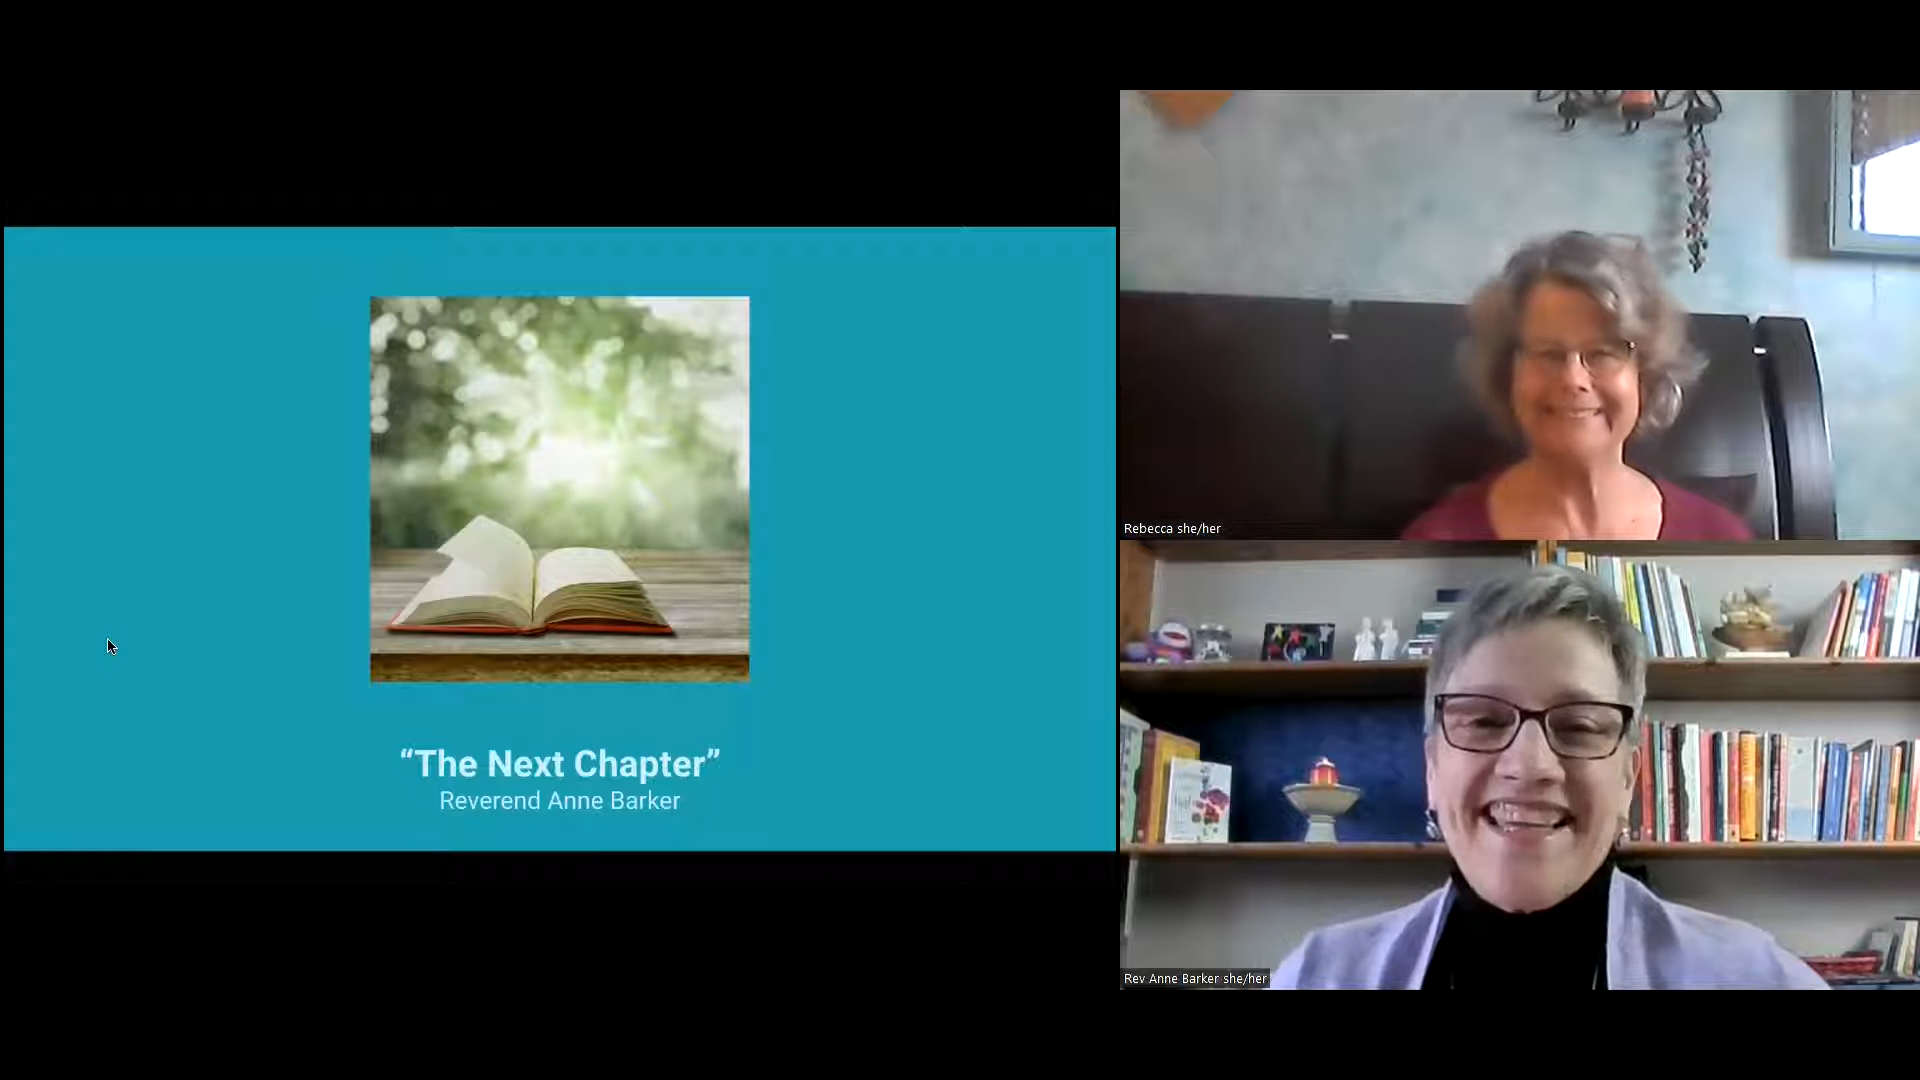 “The Next Chapter”
Reverend Anne Barker
Rebecca she/her
Rev Anne Barker she/her